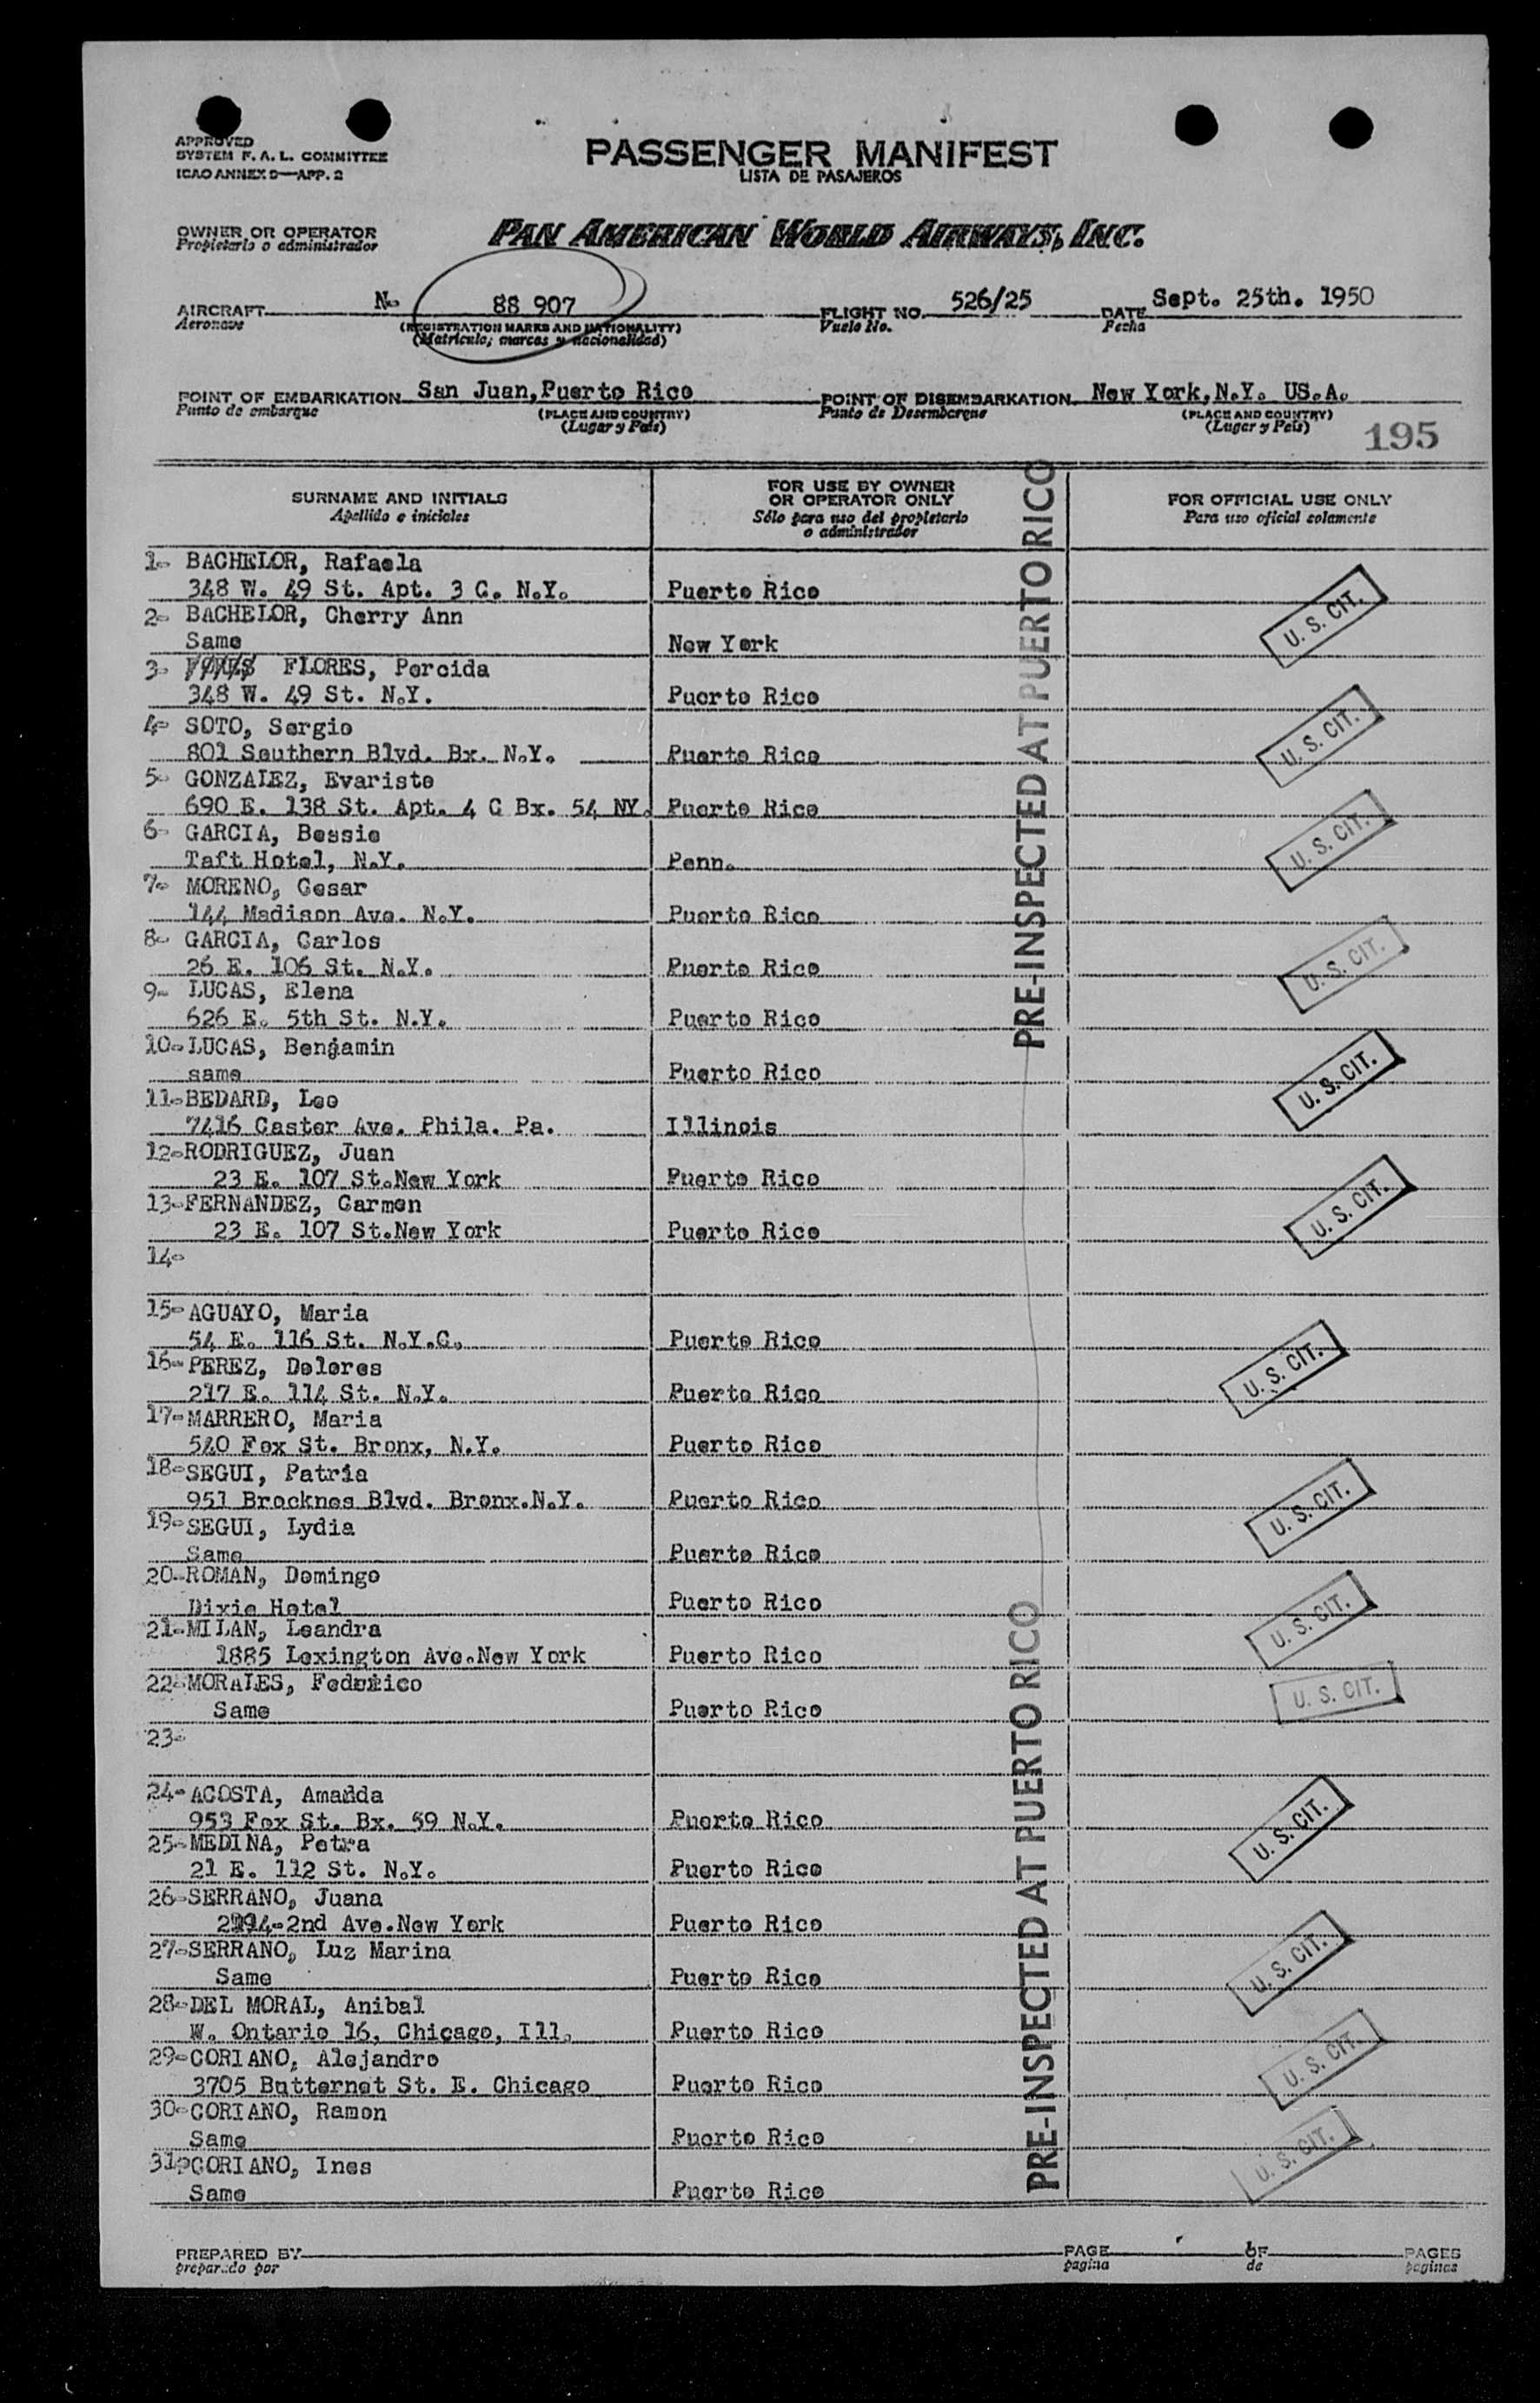 APPROVED
SYSTEM F. A. L. COMMITTEE
ICAO ANNEX 9—APP. 2
PASSENGER MANIFEST
LISTA DE PASAJEROS
OWNER OR OPERATOR
Propietario o administrador
PAN AMERICAN WORLD AIRWAYS, INC.
AIRCRAFT N- 88 907 FLIGHT NO. 526/25 DATE Sept. 25th. 1950
Aeronave (REGISTRATION MARKS AND NATIONALITY) Vuelo No. Fecha
(Matricula; marcas y nacionalidad)
POINT OF EMBARKATION San Juan, Puerto Rico POINT OF DISEMBARKATION New York, N.Y. US.A.
Punto de embarque (PLACE AND COUNTRY) Punto de Desembarque (PLACE AND COUNTRY)
(Lugar y País) (Lugar y País)
195
SURNAME AND INITIALS FOR USE BY OWNER OR OPERATOR ONLY FOR OFFICIAL USE ONLY
Apellido e iniciales Sólo para uso del propietario o administrador Para uso oficial solamente
PRE-INSPECTED AT PUERTO RICO
1- BACHELOR, Rafaela
348 W. 49 St. Apt. 3 C. N.Y. Puerto Rico
U. S. CIT.
2- BACHELOR, Cherry Ann
Same New York
3- FLORES, Percida
348 W. 49 St. N.Y. Puerto Rico
4- SOTO, Sergio
U. S. CIT.
801 Southern Blvd. Bx. N.Y. Puerto Rico
5- GONZALEZ, Evaristo
690 E. 138 St. Apt. 4 C Bx. 54 NY. Puerto Rico
6- GARCIA, Bessie
U. S. CIT.
Taft Hotel, N.Y. Penn.
7- MORENO, Cesar
144 Madison Ave. N.Y. Puerto Rico
8- GARCIA, Carlos
26 E. 106 St. N.Y. Puerto Rico
U. S. CIT.
9- LUCAS, Elena
626 E. 5th St. N.Y. Puerto Rico
10- LUCAS, Benjamin
same Puerto Rico
U. S. CIT.
11- BEDARD, Leo
7416 Castor Ave. Phila. Pa. Illinois
12- RODRIGUEZ, Juan
23 E. 107 St. New York Puerto Rico
13- FERNANDEZ, Carmen
U. S. CIT.
23 E. 107 St. New York Puerto Rico
14-
15- AGUAYO, Maria
54 E. 116 St. N.Y.C. Puerto Rico
16- PEREZ, Dolores
U. S. CIT.
217 E. 114 St. N.Y. Puerto Rico
17- MARRERO, Maria
540 Fox St. Bronx, N.Y. Puerto Rico
18- SEGUI, Patria
951 Brocknes Blvd. Bronx. N.Y. Puerto Rico
U. S. CIT.
19- SEGUI, Lydia
Same Puerto Rico
20- ROMAN, Domingo
Dixie Hotel Puerto Rico
21- MILAN, Leandra
U. S. CIT.
1885 Lexington Ave. New York Puerto Rico
22- MORALES, Federico
U. S. CIT.
Same Puerto Rico
23-
PRE-INSPECTED AT PUERTO RICO
24- ACOSTA, Amanda
953 Fox St. Bx. 59 N.Y. Puerto Rico
U. S. CIT.
25- MEDINA, Petra
21 E. 112 St. N.Y. Puerto Rico
26- SERRANO, Juana
2nd Ave. New York Puerto Rico
27- SERRANO, Luz Marina
U. S. CIT.
Same Puerto Rico
28- DEL MORAL, Anibal
W. Ontario 16, Chicago, Ill. Puerto Rico
29- CORIANO, Alejandro
U. S. CIT.
3705 Butternet St. E. Chicago Puerto Rico
30- CORIANO, Ramon
Same Puerto Rico
U. S. CIT.
31- CORIANO, Ines
Same Puerto Rico
PREPARED BY PAGE OF PAGES
preparado por pagina de paginas